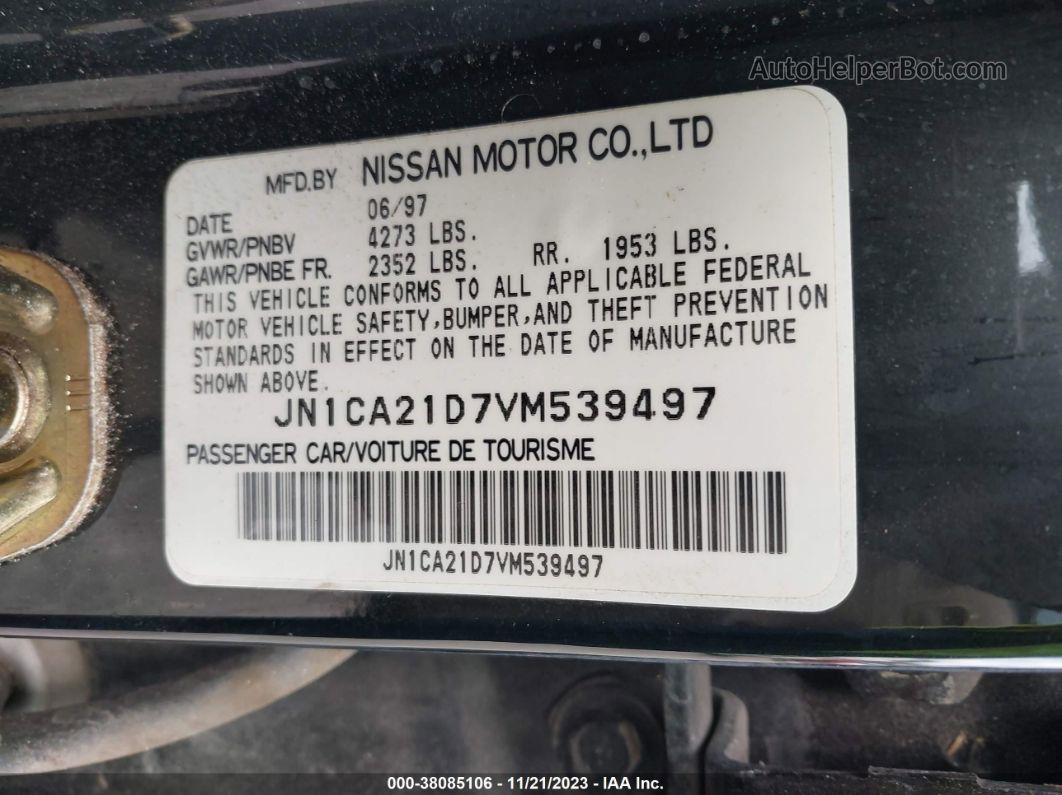 AutoHelperBot.com
MFD.BY NISSAN MOTOR CO.,LTD
DATE 06/97
GVWR/PNBV 4273 LBS.
GAWR/PNBE FR. 2352 LBS. RR. 1953 LBS.
THIS VEHICLE CONFORMS TO ALL APPLICABLE FEDERAL
MOTOR VEHICLE SAFETY,BUMPER,AND THEFT PREVENTION
STANDARDS IN EFFECT ON THE DATE OF MANUFACTURE
SHOWN ABOVE.
JN1CA21D7VM539497
PASSENGER CAR/VOITURE DE TOURISME
JN1CA21D7VM539497
000-38085106 - 11/21/2023 - IAA Inc.